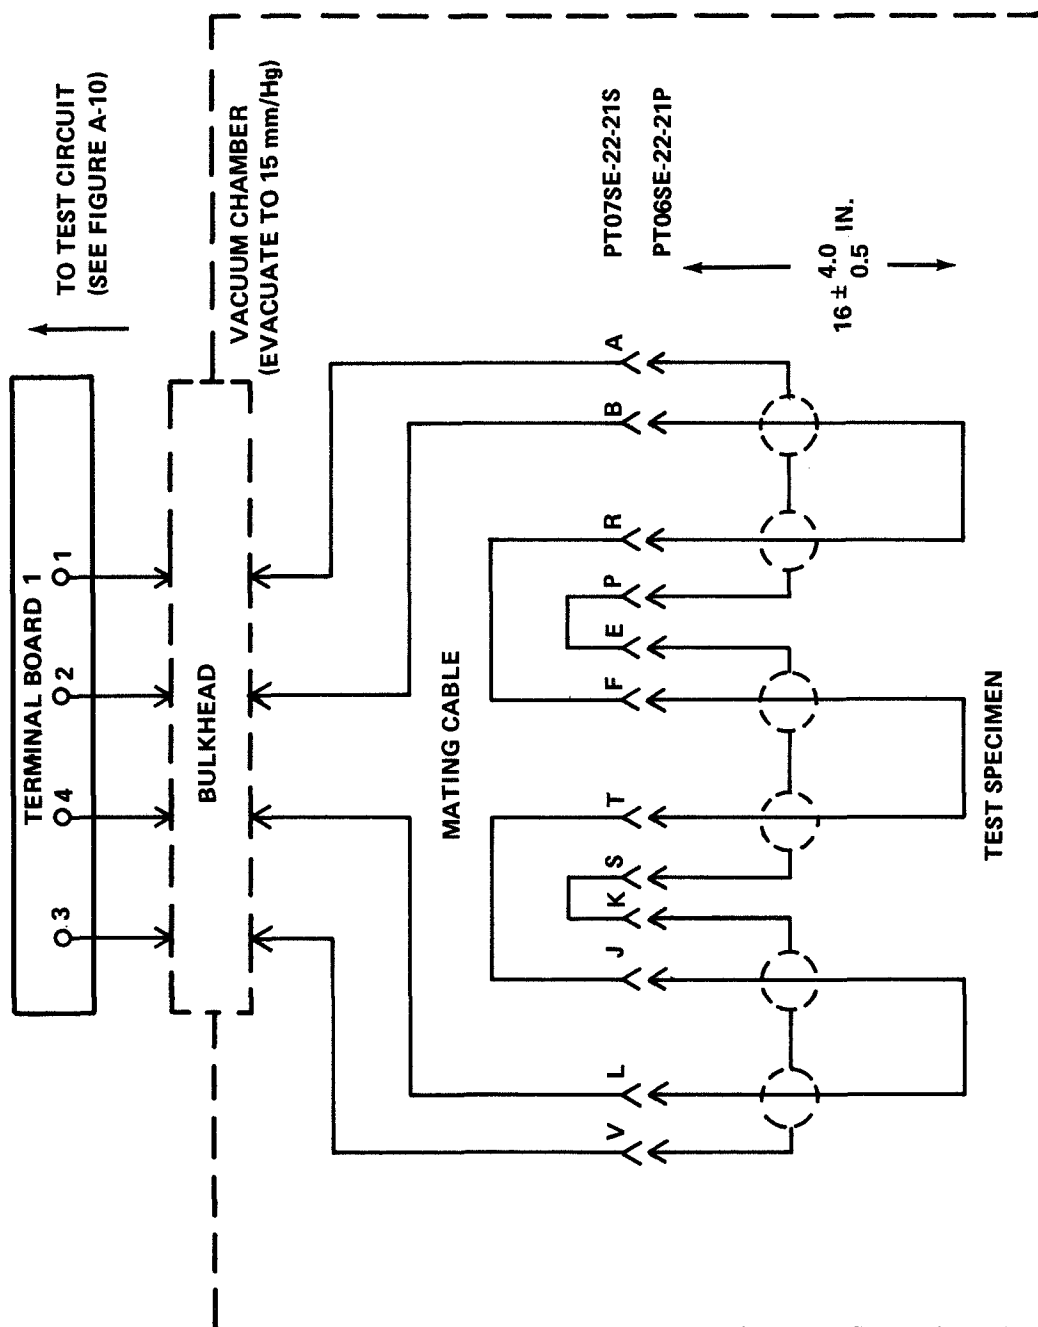 TO TEST CIRCUIT
(SEE FIGURE A-10)
TERMINAL BOARD 1
3
4
2
1
BULKHEAD
VACUUM CHAMBER
(EVACUATE TO 15 mm/Hg)
MATING CABLE
V
L
J
K
S
T
F
E
P
R
B
A
PT07SE-22-21S
PT06SE-22-21P
16 ± 4.0 IN.
0.5
TEST SPECIMEN